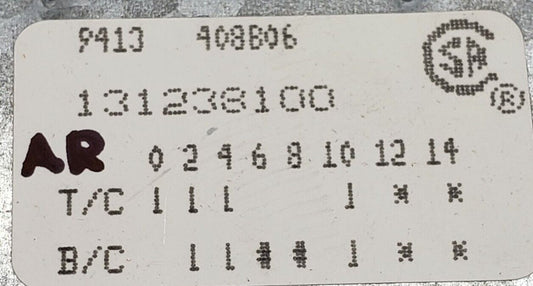 9413 408B06
SA ®
131238100
AR 0 2 4 6 8 10 12 14
T/C 1 1 1 1 * *
B/C 1 1 # # 1 * *